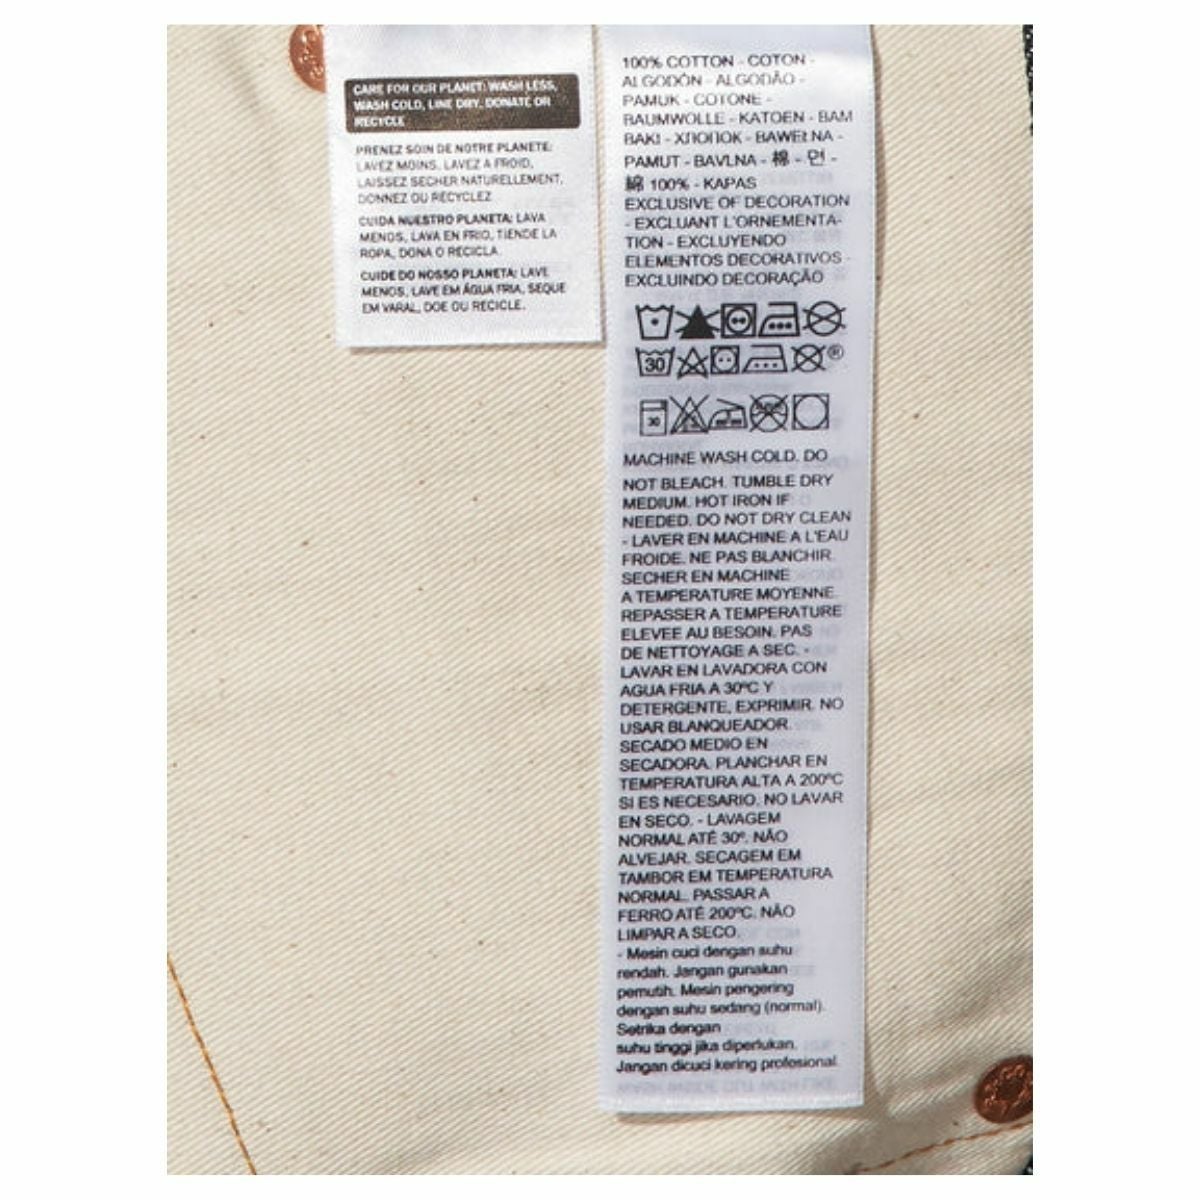 CARE FOR OUR PLANET: WASH LESS,
WASH COLD, LINE DRY, DONATE OR
RECYCLE
PRENEZ SOIN DE NOTRE PLANETE:
LAVEZ MOINS, LAVEZ A FROID,
LAISSEZ SECHER NATURELLEMENT,
DONNEZ OU RECYCLEZ
CUIDA NUESTRO PLANETA: LAVA
MENOS, LAVA EN FRIO, TIENDE LA
ROPA, DONA O RECICLA
CUIDE DO NOSSO PLANETA: LAVE
MENOS, LAVE EM ÁGUA FRIA, SEQUE
EM VARAL, DOE OU RECICLE.
100% COTTON - COTON -
ALGODÓN - ALGODÃO -
PAMUK - COTONE -
BAUMWOLLE - KATOEN - BAM
BAKI - ХЛОПОК - BAWEŁNA -
PAMUT - BAVLNA - 棉 - 면 -
綿 100% - KAPAS
EXCLUSIVE OF DECORATION
- EXCLUANT L'ORNEMENTA-
TION - EXCLUYENDO
ELEMENTOS DECORATIVOS -
EXCLUINDO DECORAÇÃO
30
®
30
MACHINE WASH COLD. DO
NOT BLEACH. TUMBLE DRY
MEDIUM. HOT IRON IF
NEEDED. DO NOT DRY CLEAN
- LAVER EN MACHINE A L'EAU
FROIDE. NE PAS BLANCHIR.
SECHER EN MACHINE
A TEMPERATURE MOYENNE.
REPASSER A TEMPERATURE
ELEVEE AU BESOIN. PAS
DE NETTOYAGE A SEC. -
LAVAR EN LAVADORA CON
AGUA FRIA A 30ºC Y
DETERGENTE, EXPRIMIR. NO
USAR BLANQUEADOR.
SECADO MEDIO EN
SECADORA. PLANCHAR EN
TEMPERATURA ALTA A 200ºC
SI ES NECESARIO. NO LAVAR
EN SECO. - LAVAGEM
NORMAL ATÉ 30º. NÃO
ALVEJAR. SECAGEM EM
TAMBOR EM TEMPERATURA
NORMAL. PASSAR A
FERRO ATÉ 200ºC. NÃO
LIMPAR A SECO.
- Mesin cuci dengan suhu
rendah. Jangan gunakan
pemutih. Mesin pengering
dengan suhu sedang (normal).
Setrika dengan
suhu tinggi jika diperlukan.
Jangan dicuci kering profesional.